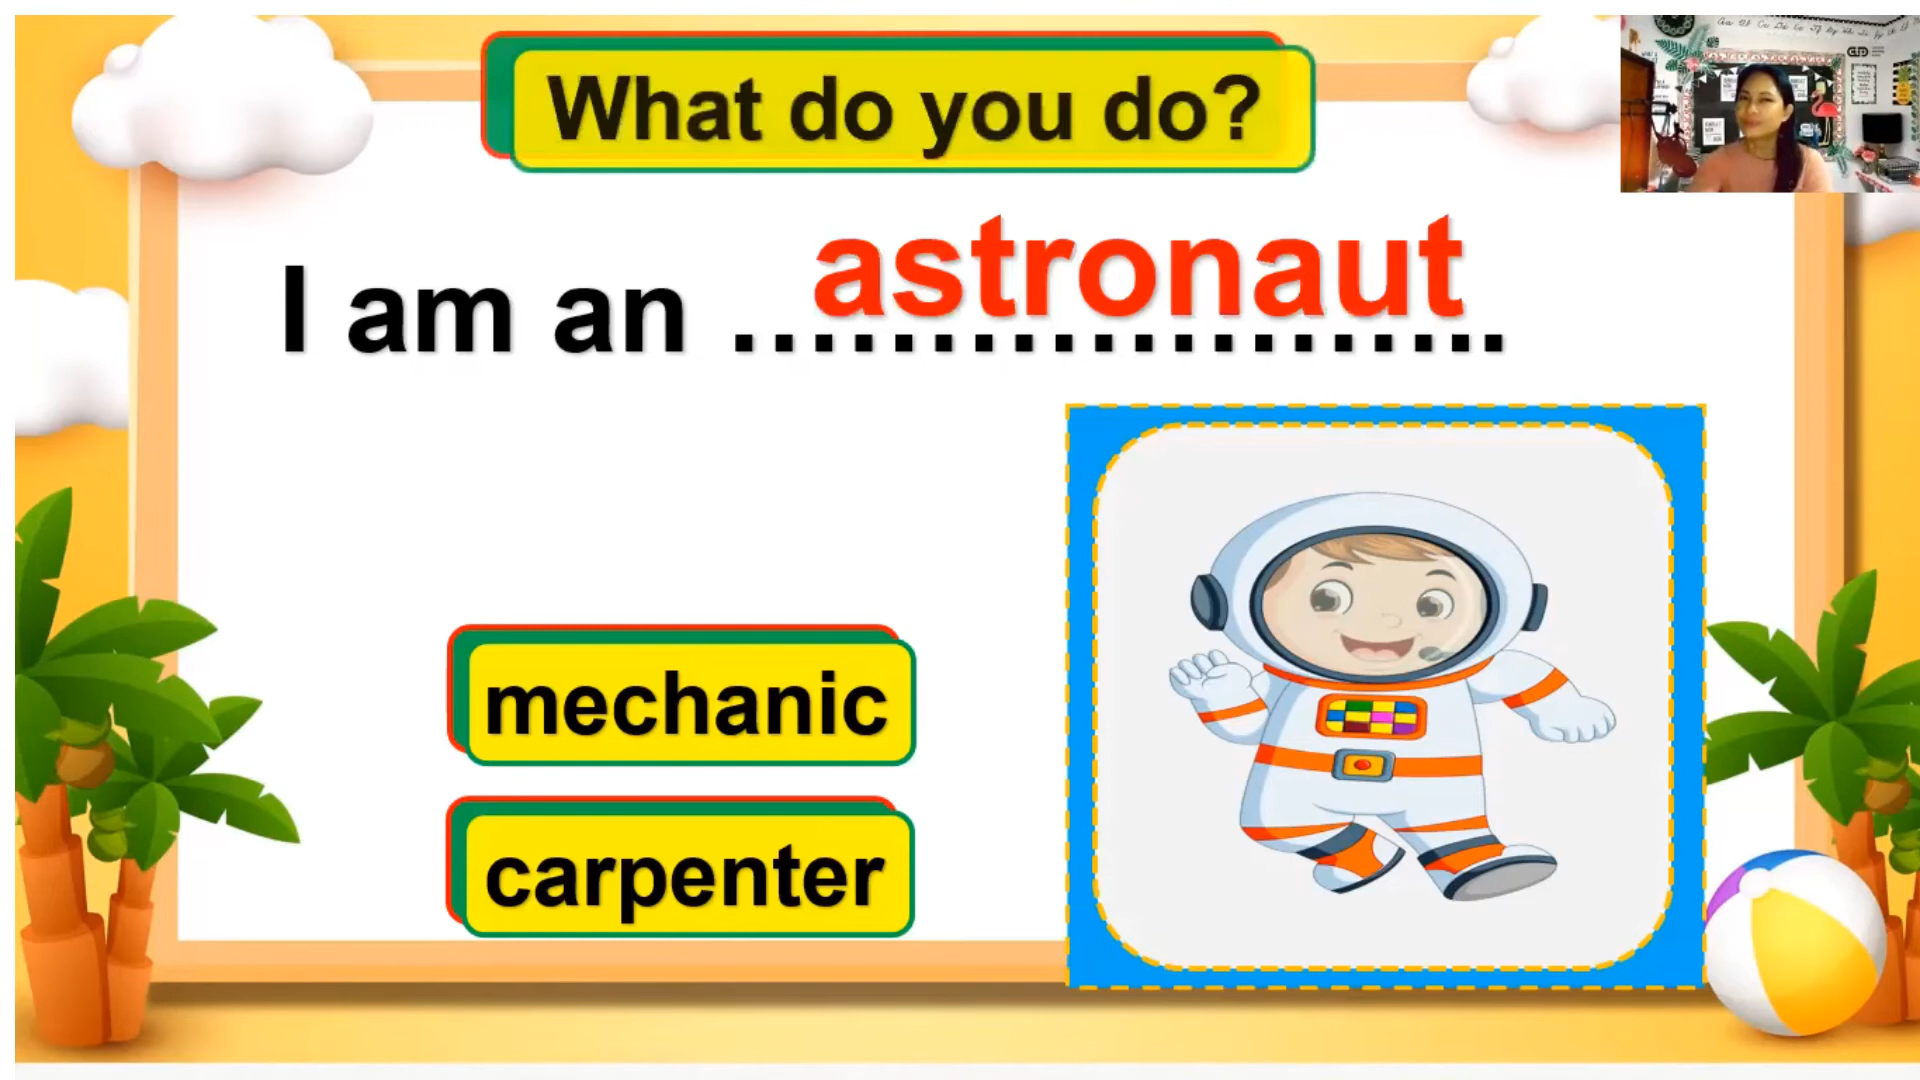 What do you do?
astronaut
I am an ......................
mechanic
carpenter